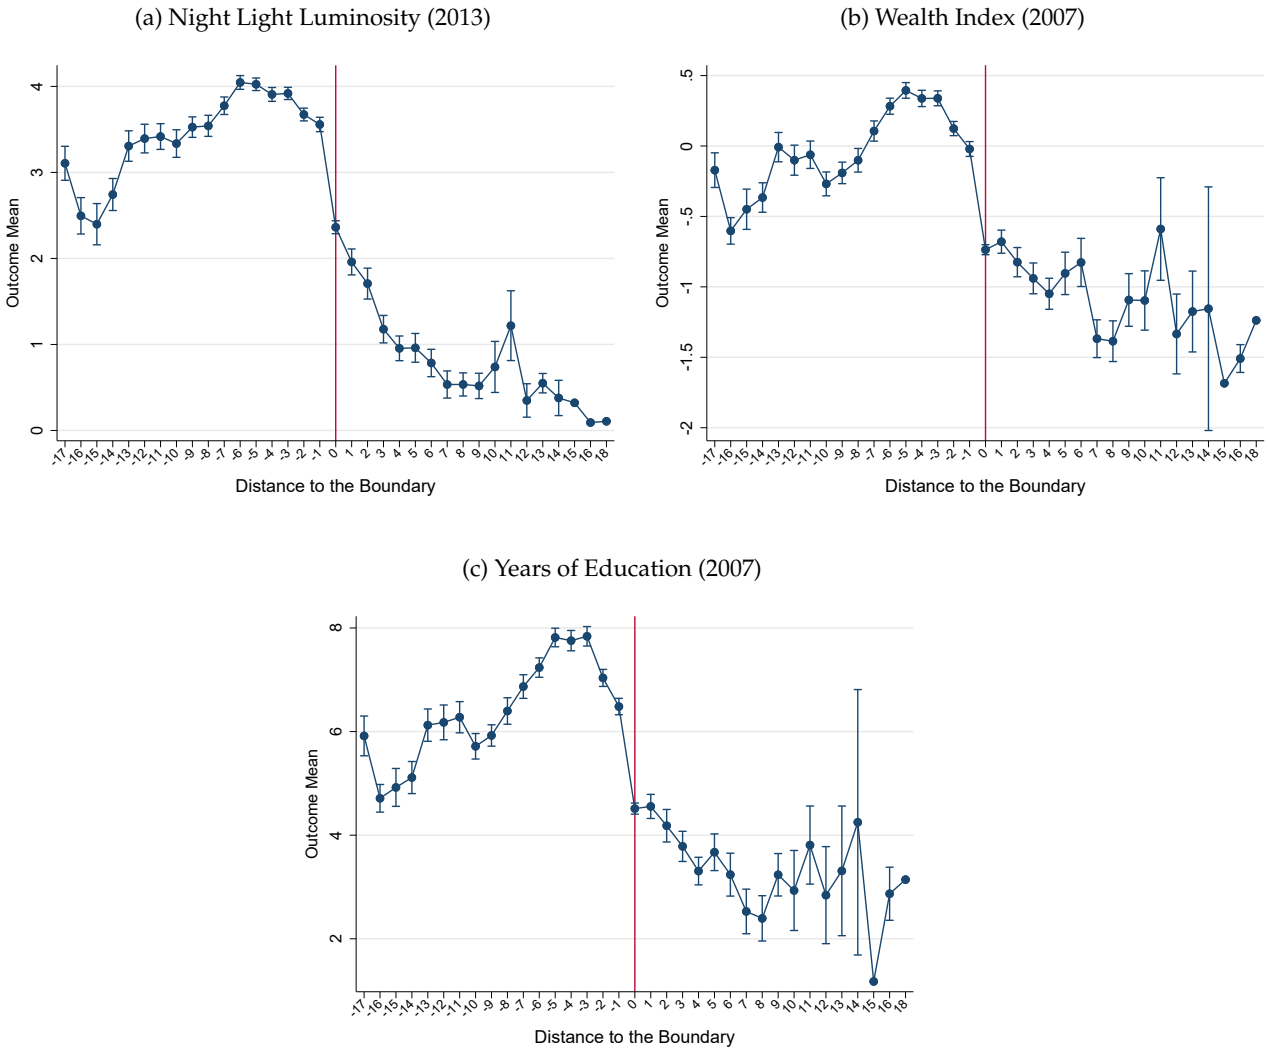 (a) Night Light Luminosity (2013)
Outcome Mean
4
3
2
1
0
-17 -16 -15 -14 -13 -12 -11 -10 -9 -8 -7 -6 -5 -4 -3 -2 -1 0 1 2 3 4 5 6 7 8 9 10 11 12 13 14 15 16 18
Distance to the Boundary
(b) Wealth Index (2007)
Outcome Mean
.5
0
-.5
-1
-1.5
-2
-17 -16 -15 -14 -13 -12 -11 -10 -9 -8 -7 -6 -5 -4 -3 -2 -1 0 1 2 3 4 5 6 7 8 9 10 11 12 13 14 15 16 18
Distance to the Boundary
(c) Years of Education (2007)
Outcome Mean
8
6
4
2
-17 -16 -15 -14 -13 -12 -11 -10 -9 -8 -7 -6 -5 -4 -3 -2 -1 0 1 2 3 4 5 6 7 8 9 10 11 12 13 14 15 16 18
Distance to the Boundary